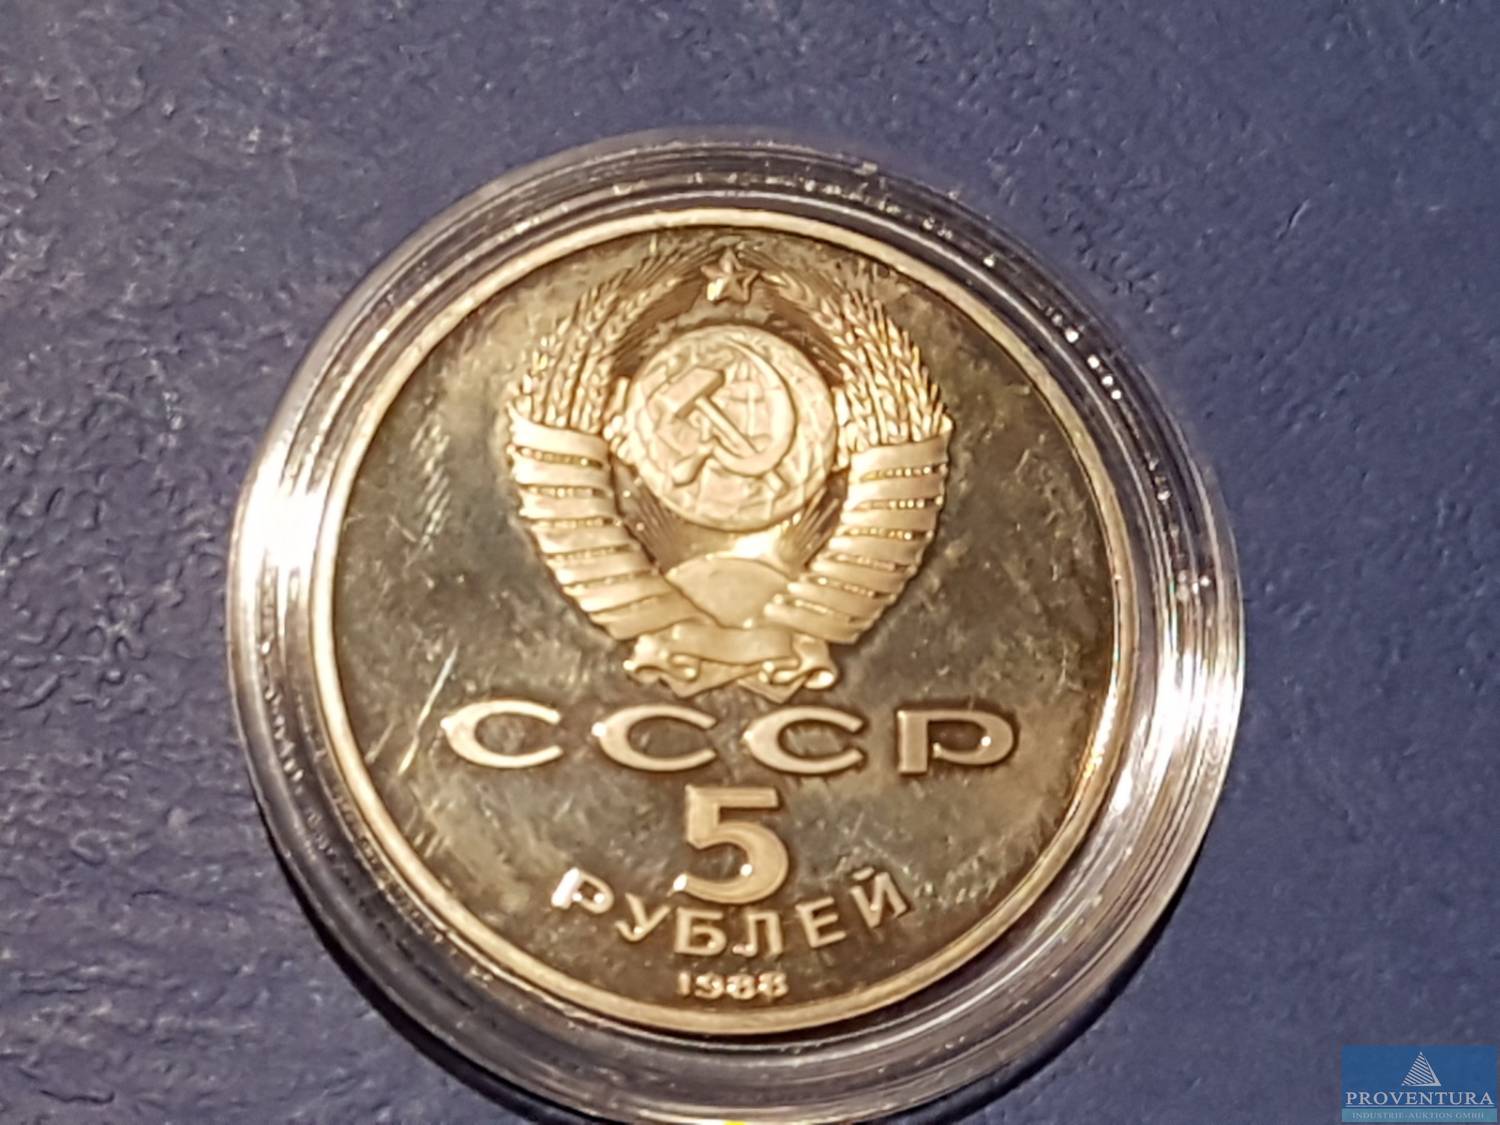 СССР
5
РУБЛЕЙ
1988
PROVENTURA
INDUSTRIE-AUKTION GMBH